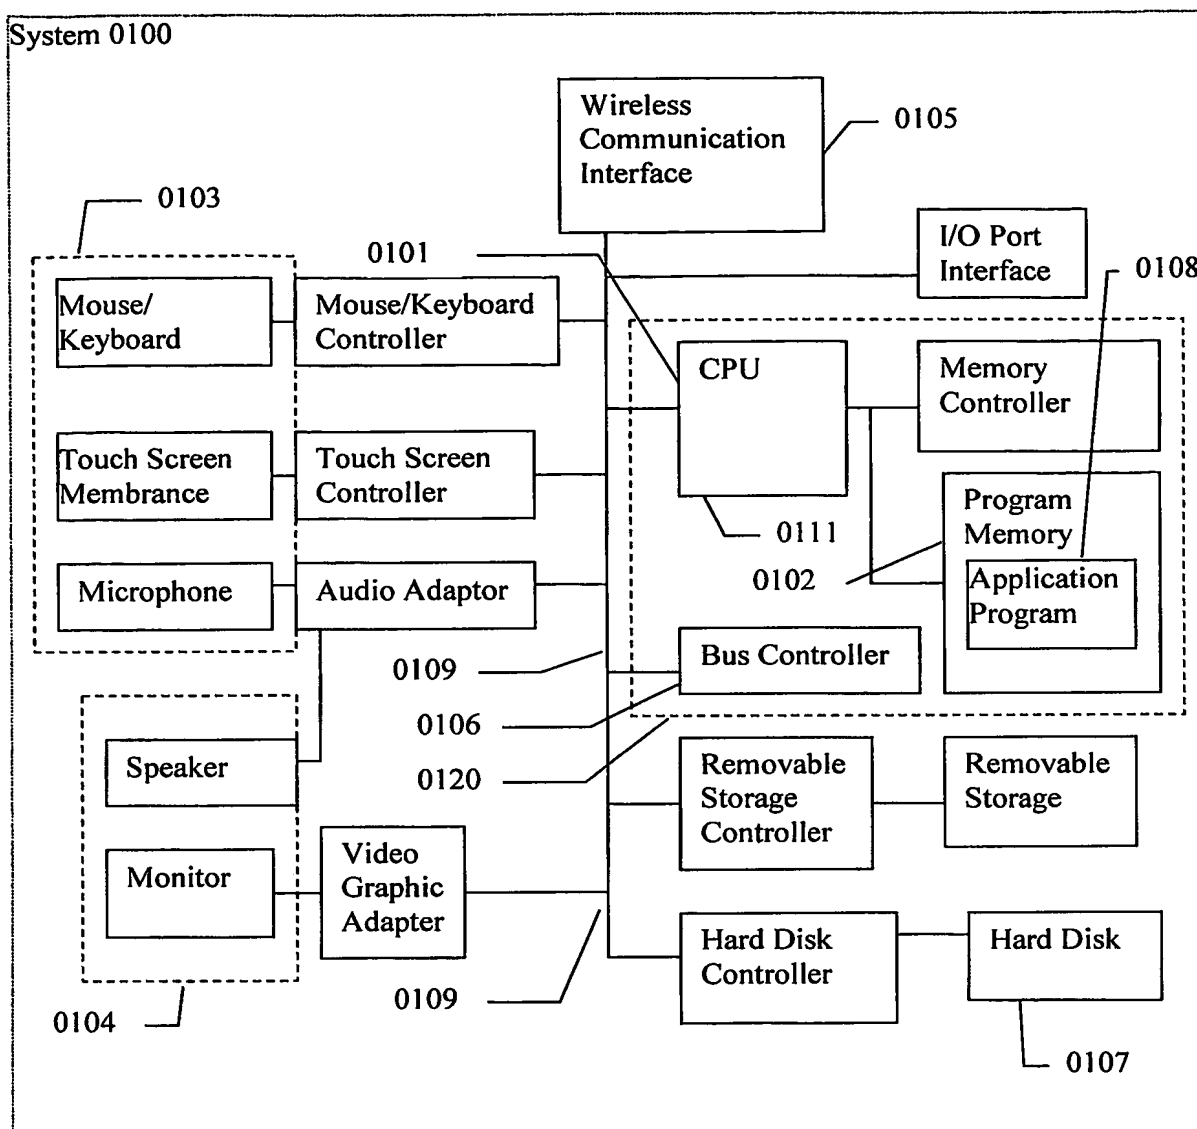 System 0100
Wireless
Communication
Interface
0105
0103
0101
I/O Port
Interface
0108
Mouse/
Keyboard
Mouse/Keyboard
Controller
CPU
Memory
Controller
Touch Screen
Membrance
Touch Screen
Controller
0111
Program
Memory
0102
Application
Program
Microphone
Audio Adaptor
0109
Bus Controller
0106
0120
Speaker
Removable
Storage
Controller
Removable
Storage
Monitor
Video
Graphic
Adapter
Hard Disk
Controller
Hard Disk
0109
0104
0107